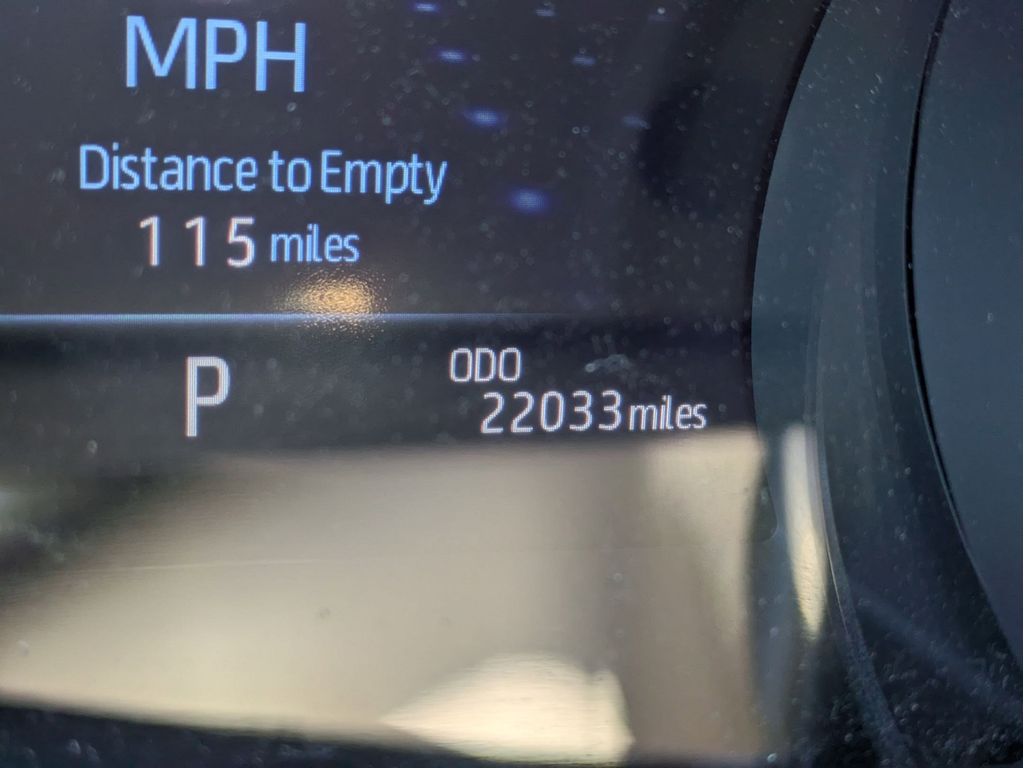 MPH
Distance to Empty
115 miles
P
ODO
22033 miles